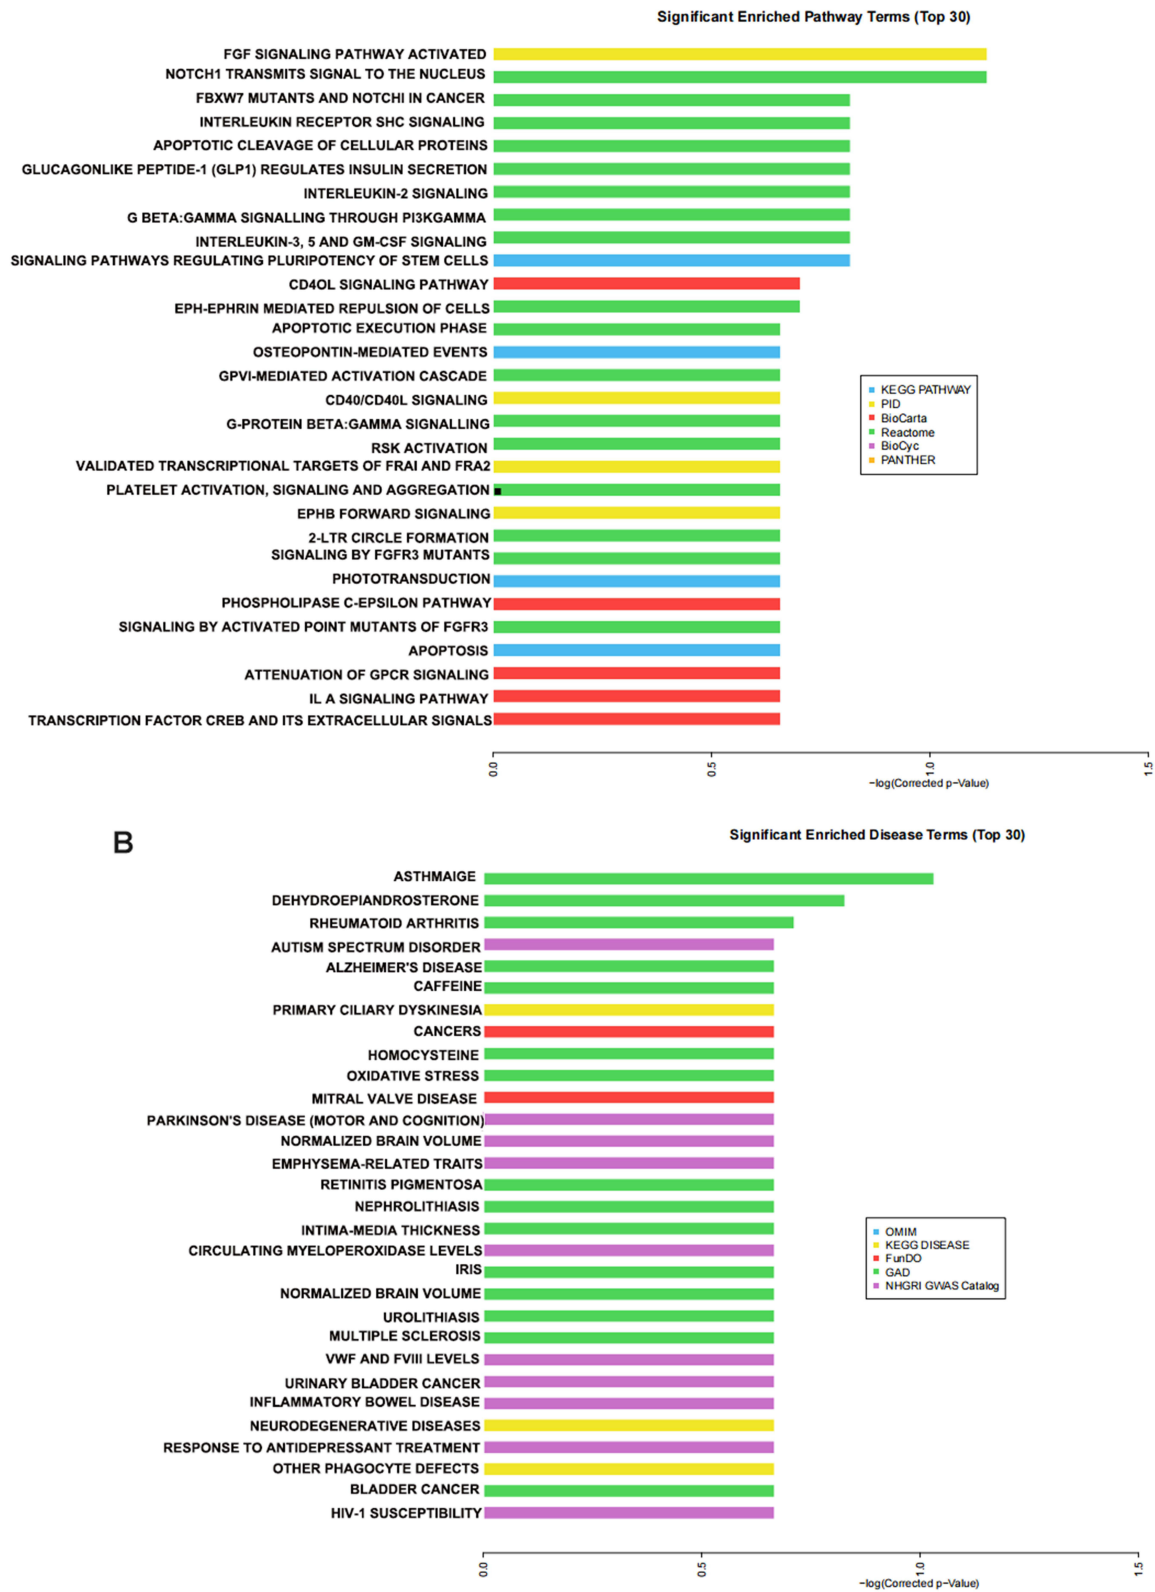 Significant Enriched Pathway Terms (Top 30)
FGF SIGNALING PATHWAY ACTIVATED
NOTCH1 TRANSMITS SIGNAL TO THE NUCLEUS
FBXW7 MUTANTS AND NOTCHI IN CANCER
INTERLEUKIN RECEPTOR SHC SIGNALING
APOPTOTIC CLEAVAGE OF CELLULAR PROTEINS
GLUCAGONLIKE PEPTIDE-1 (GLP1) REGULATES INSULIN SECRETION
INTERLEUKIN-2 SIGNALING
G BETA:GAMMA SIGNALLING THROUGH PI3KGAMMA
INTERLEUKIN-3, 5 AND GM-CSF SIGNALING
SIGNALING PATHWAYS REGULATING PLURIPOTENCY OF STEM CELLS
CD4OL SIGNALING PATHWAY
EPH-EPHRIN MEDIATED REPULSION OF CELLS
APOPTOTIC EXECUTION PHASE
OSTEOPONTIN-MEDIATED EVENTS
GPVI-MEDIATED ACTIVATION CASCADE
CD40/CD40L SIGNALING
G-PROTEIN BETA:GAMMA SIGNALLING
RSK ACTIVATION
VALIDATED TRANSCRIPTIONAL TARGETS OF FRAI AND FRA2
PLATELET ACTIVATION, SIGNALING AND AGGREGATION
EPHB FORWARD SIGNALING
2-LTR CIRCLE FORMATION
SIGNALING BY FGFR3 MUTANTS
PHOTOTRANSDUCTION
PHOSPHOLIPASE C-EPSILON PATHWAY
SIGNALING BY ACTIVATED POINT MUTANTS OF FGFR3
APOPTOSIS
ATTENUATION OF GPCR SIGNALING
IL A SIGNALING PATHWAY
TRANSCRIPTION FACTOR CREB AND ITS EXTRACELLULAR SIGNALS
KEGG PATHWAY
PID
BioCarta
Reactome
BioCyc
PANTHER
0.0 0.5 1.0 1.5
−log(Corrected p−Value)
B
Significant Enriched Disease Terms (Top 30)
ASTHMAIGE
DEHYDROEPIANDROSTERONE
RHEUMATOID ARTHRITIS
AUTISM SPECTRUM DISORDER
ALZHEIMER'S DISEASE
CAFFEINE
PRIMARY CILIARY DYSKINESIA
CANCERS
HOMOCYSTEINE
OXIDATIVE STRESS
MITRAL VALVE DISEASE
PARKINSON'S DISEASE (MOTOR AND COGNITION)
NORMALIZED BRAIN VOLUME
EMPHYSEMA-RELATED TRAITS
RETINITIS PIGMENTOSA
NEPHROLITHIASIS
INTIMA-MEDIA THICKNESS
CIRCULATING MYELOPEROXIDASE LEVELS
IRIS
NORMALIZED BRAIN VOLUME
UROLITHIASIS
MULTIPLE SCLEROSIS
VWF AND FVIII LEVELS
URINARY BLADDER CANCER
INFLAMMATORY BOWEL DISEASE
NEURODEGENERATIVE DISEASES
RESPONSE TO ANTIDEPRESSANT TREATMENT
OTHER PHAGOCYTE DEFECTS
BLADDER CANCER
HIV-1 SUSCEPTIBILITY
OMIM
KEGG DISEASE
FunDO
GAD
NHGRI GWAS Catalog
0.0 0.5 1.0 1.5
−log(Corrected p−Value)